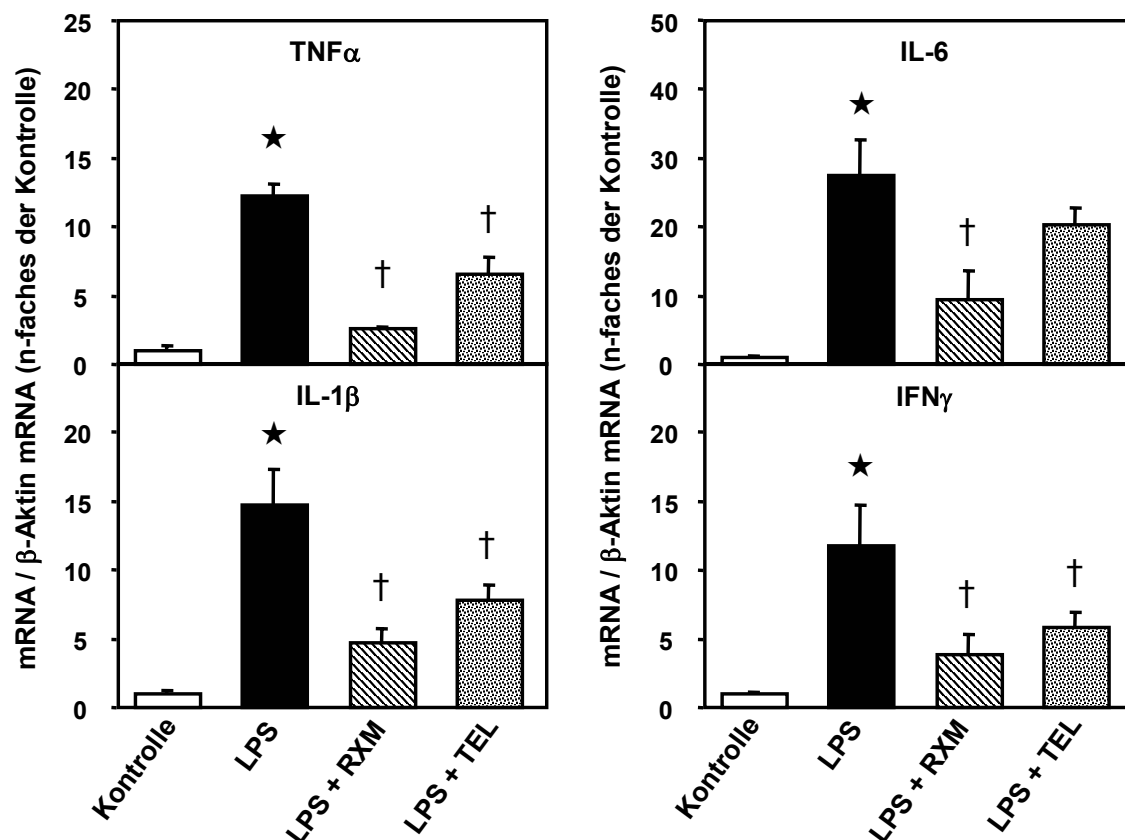 mRNA / β-Aktin mRNA (n-faches der Kontrolle)
TNFα
25
20
15
10
5
0
★
†
†
IL-1β
20
15
10
5
0
★
†
†
Kontrolle
LPS
LPS + RXM
LPS + TEL
mRNA / β-Aktin mRNA (n-faches der Kontrolle)
IL-6
50
40
30
20
10
0
★
†
IFNγ
20
15
10
5
0
★
†
†
Kontrolle
LPS
LPS + RXM
LPS + TEL